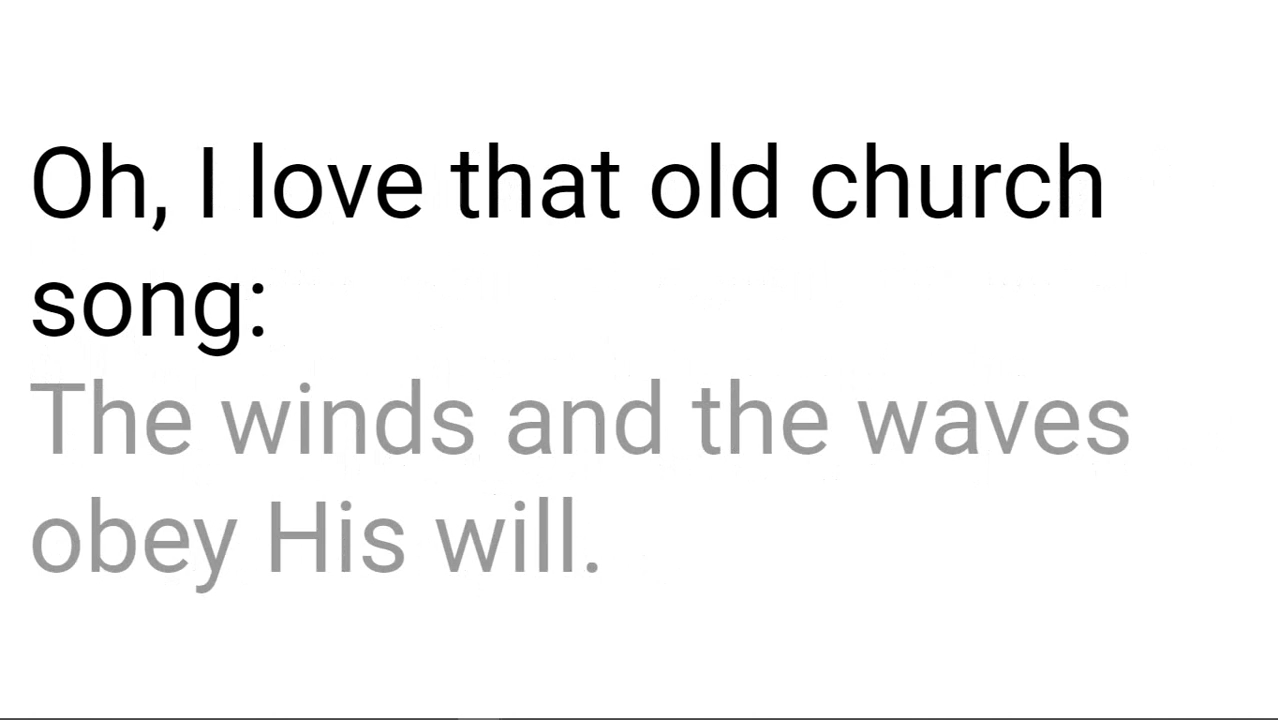 Oh, I love that old church
song:
The winds and the waves
obey His will.